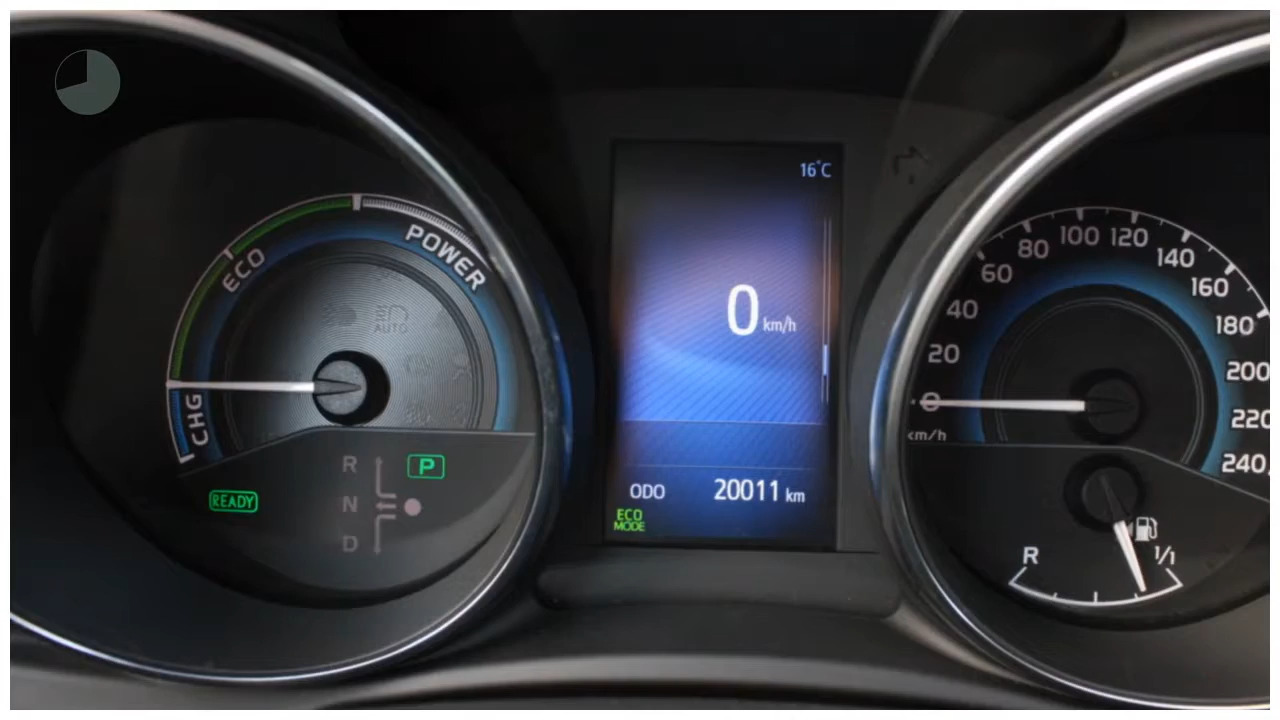 ECO
POWER
CHG
AUTO
READY
R
N
D
P
16°C
0 km/h
ODO 20011 km
ECO
MODE
0
20
40
60
80
100
120
140
160
180
200
220
240
km/h
R
1/1